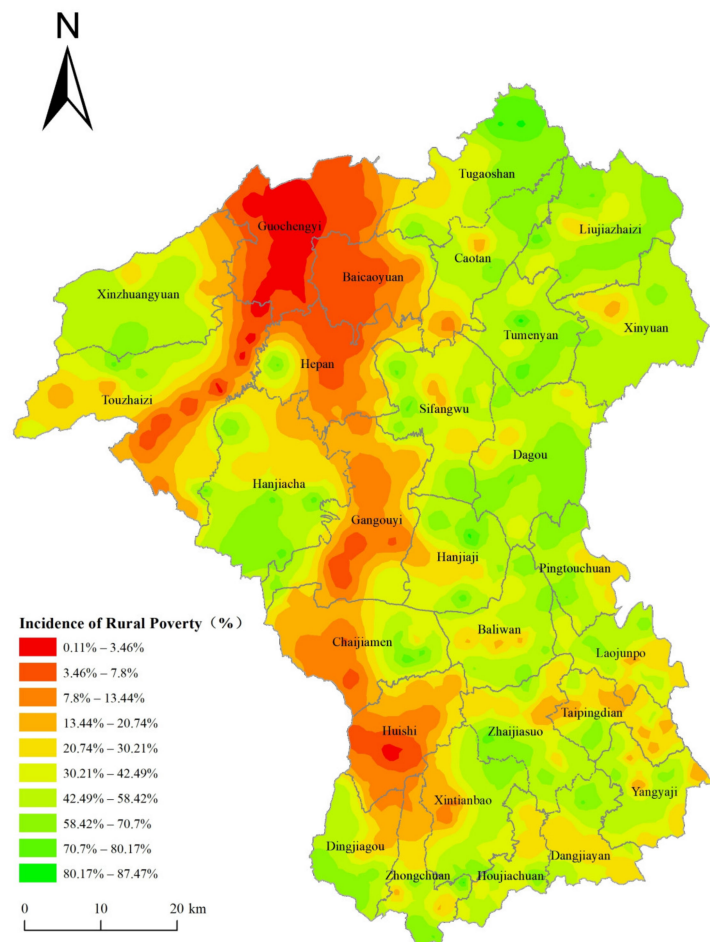 N
Tugaoshan
Guochengyi
Liujiazhaizi
Caotan
Baicaoyuan
Xinzhuangyuan
Xinyuan
Tumenyan
Hepan
Touzhaizi
Sifangwu
Dagou
Hanjiacha
Gangouyi
Hanjiaji
Pingtouchuan
Incidence of Rural Poverty（%）
0.11% – 3.46%
3.46% – 7.8%
7.8% – 13.44%
13.44% – 20.74%
20.74% – 30.21%
30.21% – 42.49%
42.49% – 58.42%
58.42% – 70.7%
70.7% – 80.17%
80.17% – 87.47%
0 10 20 km
Chaijiamen
Baliwan
Laojunpo
Taipingdian
Huishi
Zhaijiasuo
Yangyaji
Xintianbao
Dingjiagou
Dangjiayan
Zhongchuan
Houjiachuan